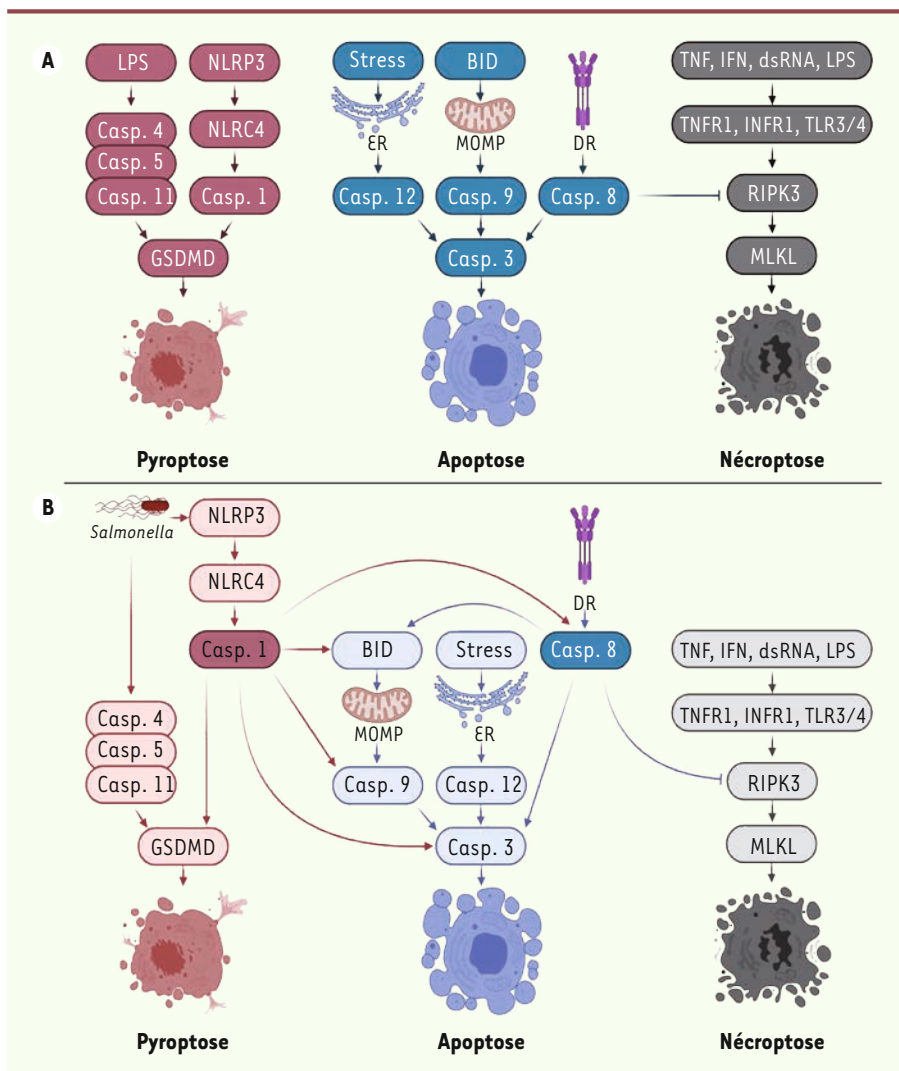 A
LPS
NLRP3
Stress
BID
TNF, IFN, dsRNA, LPS
Casp. 4
NLRC4
ER
MOMP
DR
TNFR1, INFR1, TLR3/4
Casp. 5
Casp. 11
Casp. 1
Casp. 12
Casp. 9
Casp. 8
RIPK3
GSDMD
Casp. 3
MLKL
Pyroptose
Apoptose
Nécroptose
B
Salmonella
NLRP3
NLRC4
DR
Casp. 1
BID
Stress
Casp. 8
TNF, IFN, dsRNA, LPS
Casp. 4
MOMP
ER
TNFR1, INFR1, TLR3/4
Casp. 5
Casp. 11
Casp. 9
Casp. 12
RIPK3
GSDMD
Casp. 3
MLKL
Pyroptose
Apoptose
Nécroptose